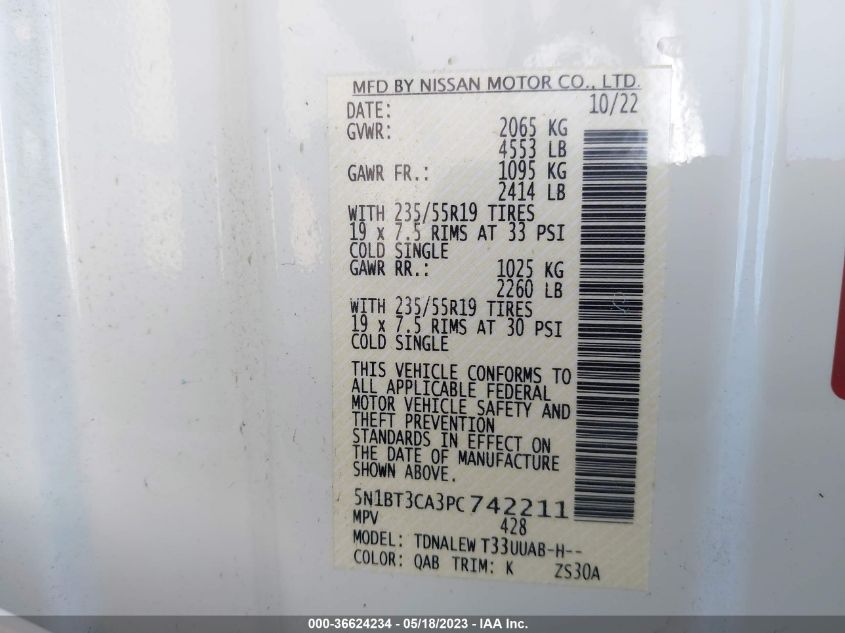 MFD BY NISSAN MOTOR CO., LTD.
DATE: 10/22
GVWR: 2065 KG
4553 LB
GAWR FR.: 1095 KG
2414 LB
WITH 235/55R19 TIRES
19 x 7.5 RIMS AT 33 PSI
COLD SINGLE
GAWR RR.: 1025 KG
2260 LB
WITH 235/55R19 TIRES
19 x 7.5 RIMS AT 30 PSI
COLD SINGLE
THIS VEHICLE CONFORMS TO
ALL APPLICABLE FEDERAL
MOTOR VEHICLE SAFETY AND
THEFT PREVENTION
STANDARDS IN EFFECT ON
THE DATE OF MANUFACTURE
SHOWN ABOVE.
5N1BT3CA3PC742211
MPV 428
MODEL: TDNALEW T33UUAB-H--
COLOR: QAB TRIM: K ZS30A
000-36624234 - 05/18/2023 - IAA Inc.